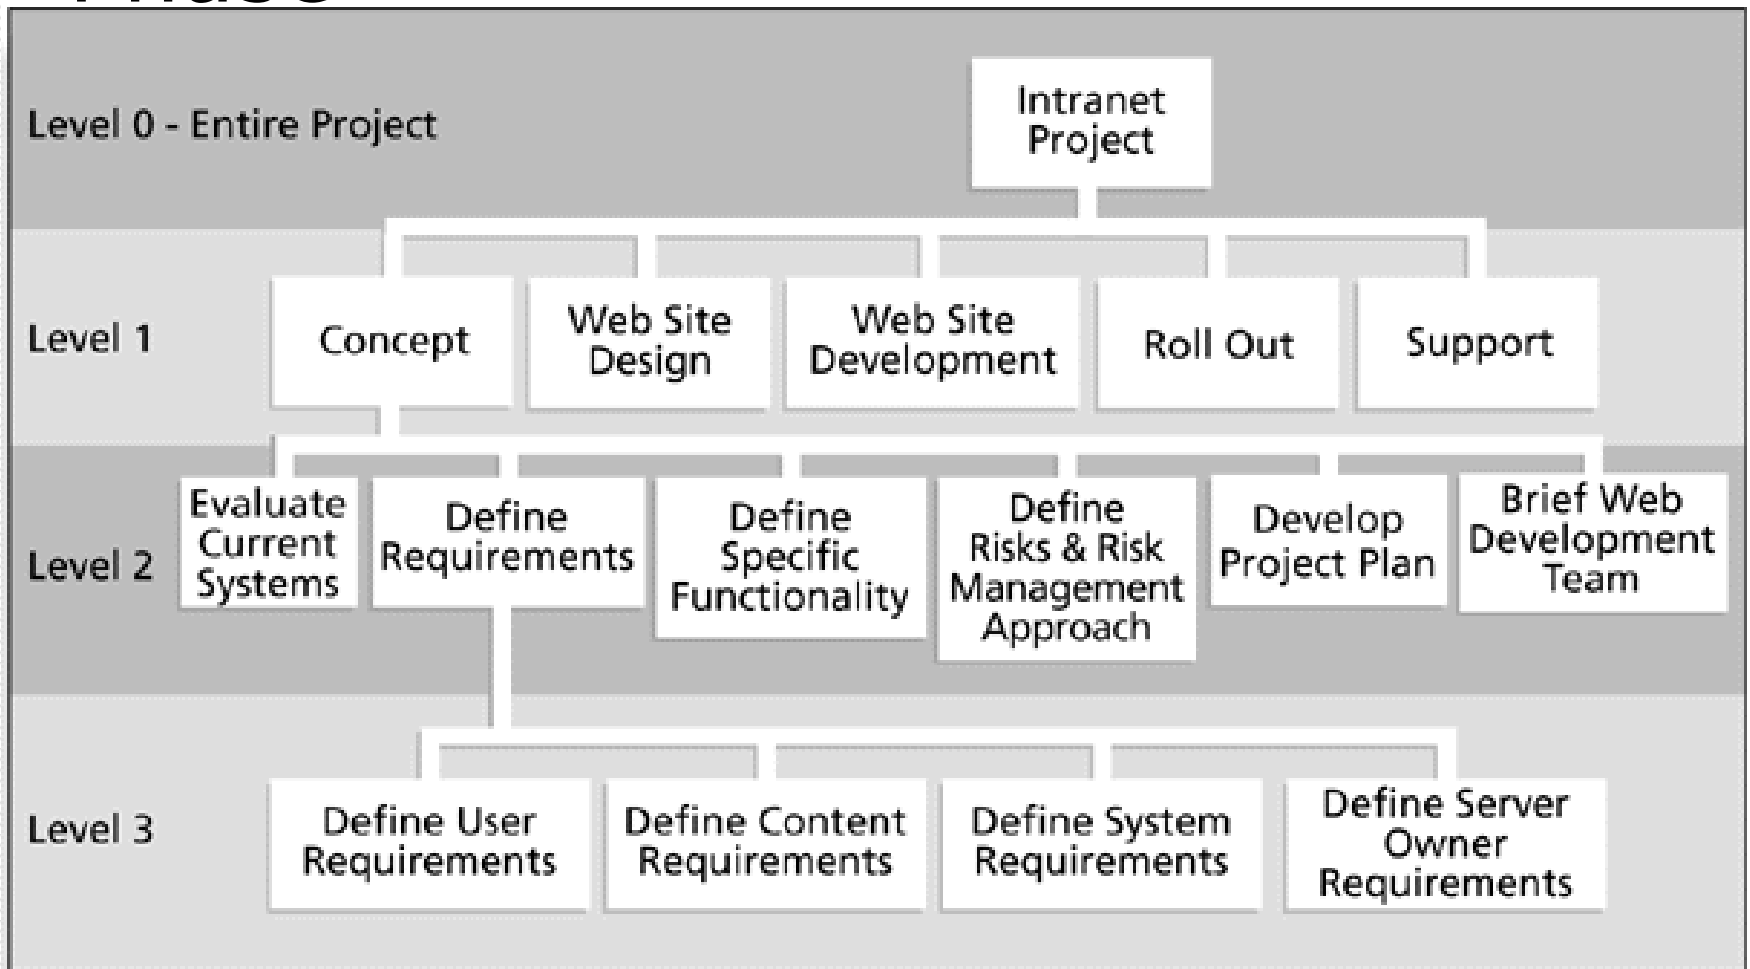 Phase
Level 0 - Entire Project
Intranet
Project
Level 1
Concept
Web Site
Design
Web Site
Development
Roll Out
Support
Level 2
Evaluate
Current
Systems
Define
Requirements
Define
Specific
Functionality
Define
Risks & Risk
Management
Approach
Develop
Project Plan
Brief Web
Development
Team
Level 3
Define User
Requirements
Define Content
Requirements
Define System
Requirements
Define Server
Owner
Requirements